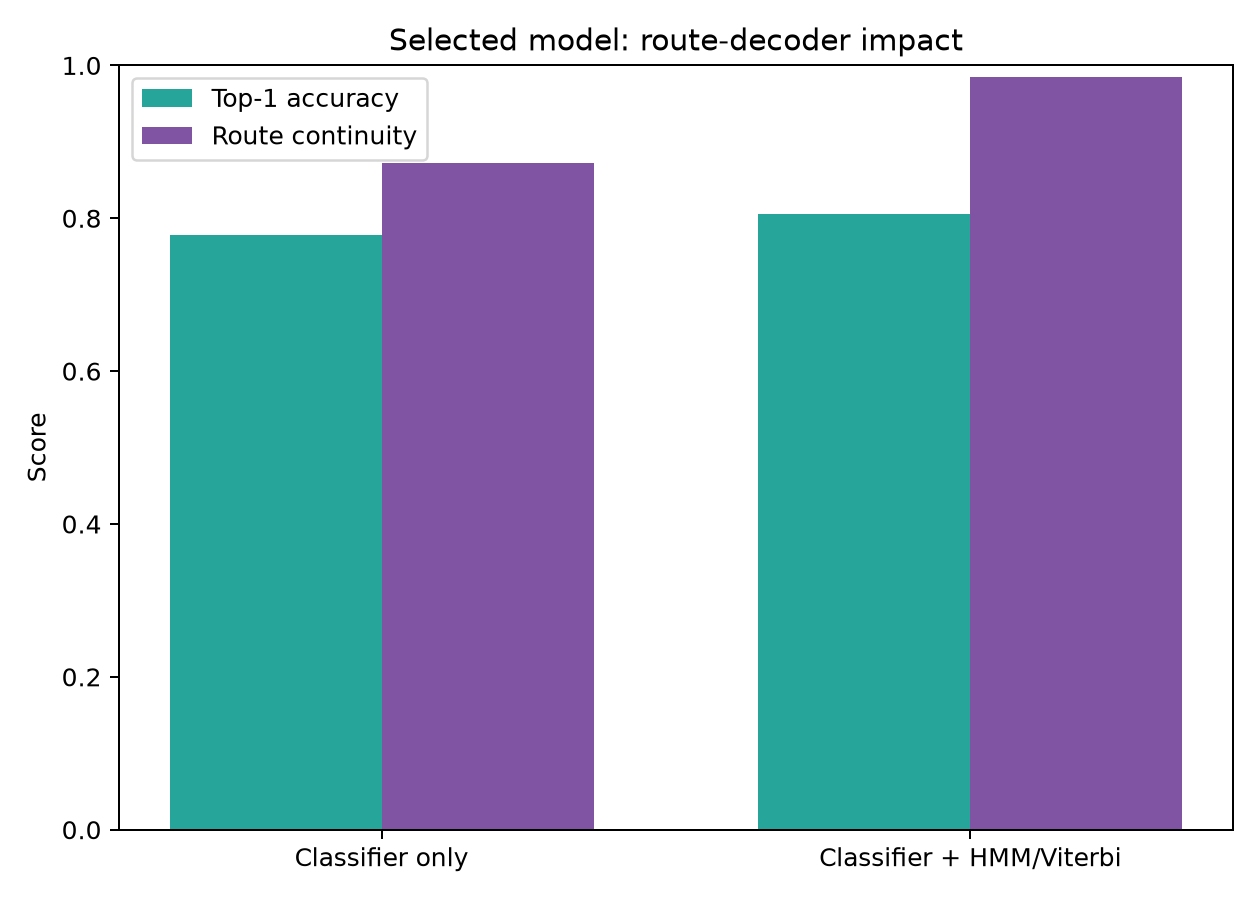 Selected model: route-decoder impact
Top-1 accuracy
Route continuity
1.0
0.8
0.6
0.4
0.2
0.0
Score
Classifier only
Classifier + HMM/Viterbi